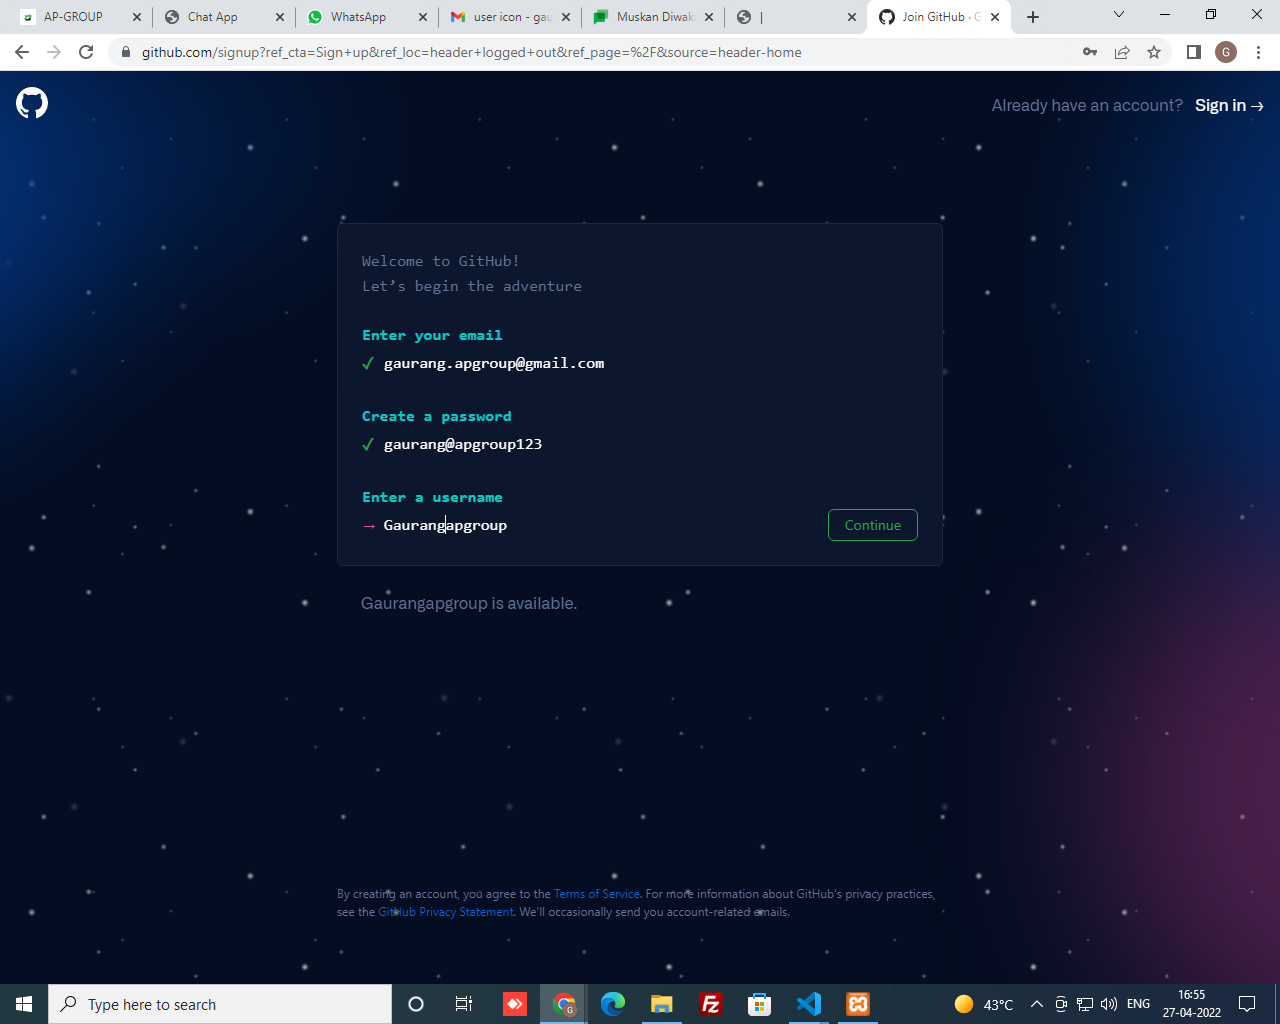 AP-GROUP
Chat App
WhatsApp
user icon - gau
Muskan Diwak
|
Join GitHub · G
github.com/signup?ref_cta=Sign+up&ref_loc=header+logged+out&ref_page=%2F&source=header-home
G
Already have an account? Sign in →
Welcome to GitHub!
Let’s begin the adventure
Enter your email
✓ gaurang.apgroup@gmail.com
Create a password
✓ gaurang@apgroup123
Enter a username
→ Gaurangapgroup
Continue
Gaurangapgroup is available.
By creating an account, you agree to the Terms of Service. For more information about GitHub's privacy practices,
see the GitHub Privacy Statement. We'll occasionally send you account-related emails.
Type here to search
G
43°C
ENG
16:55
27-04-2022